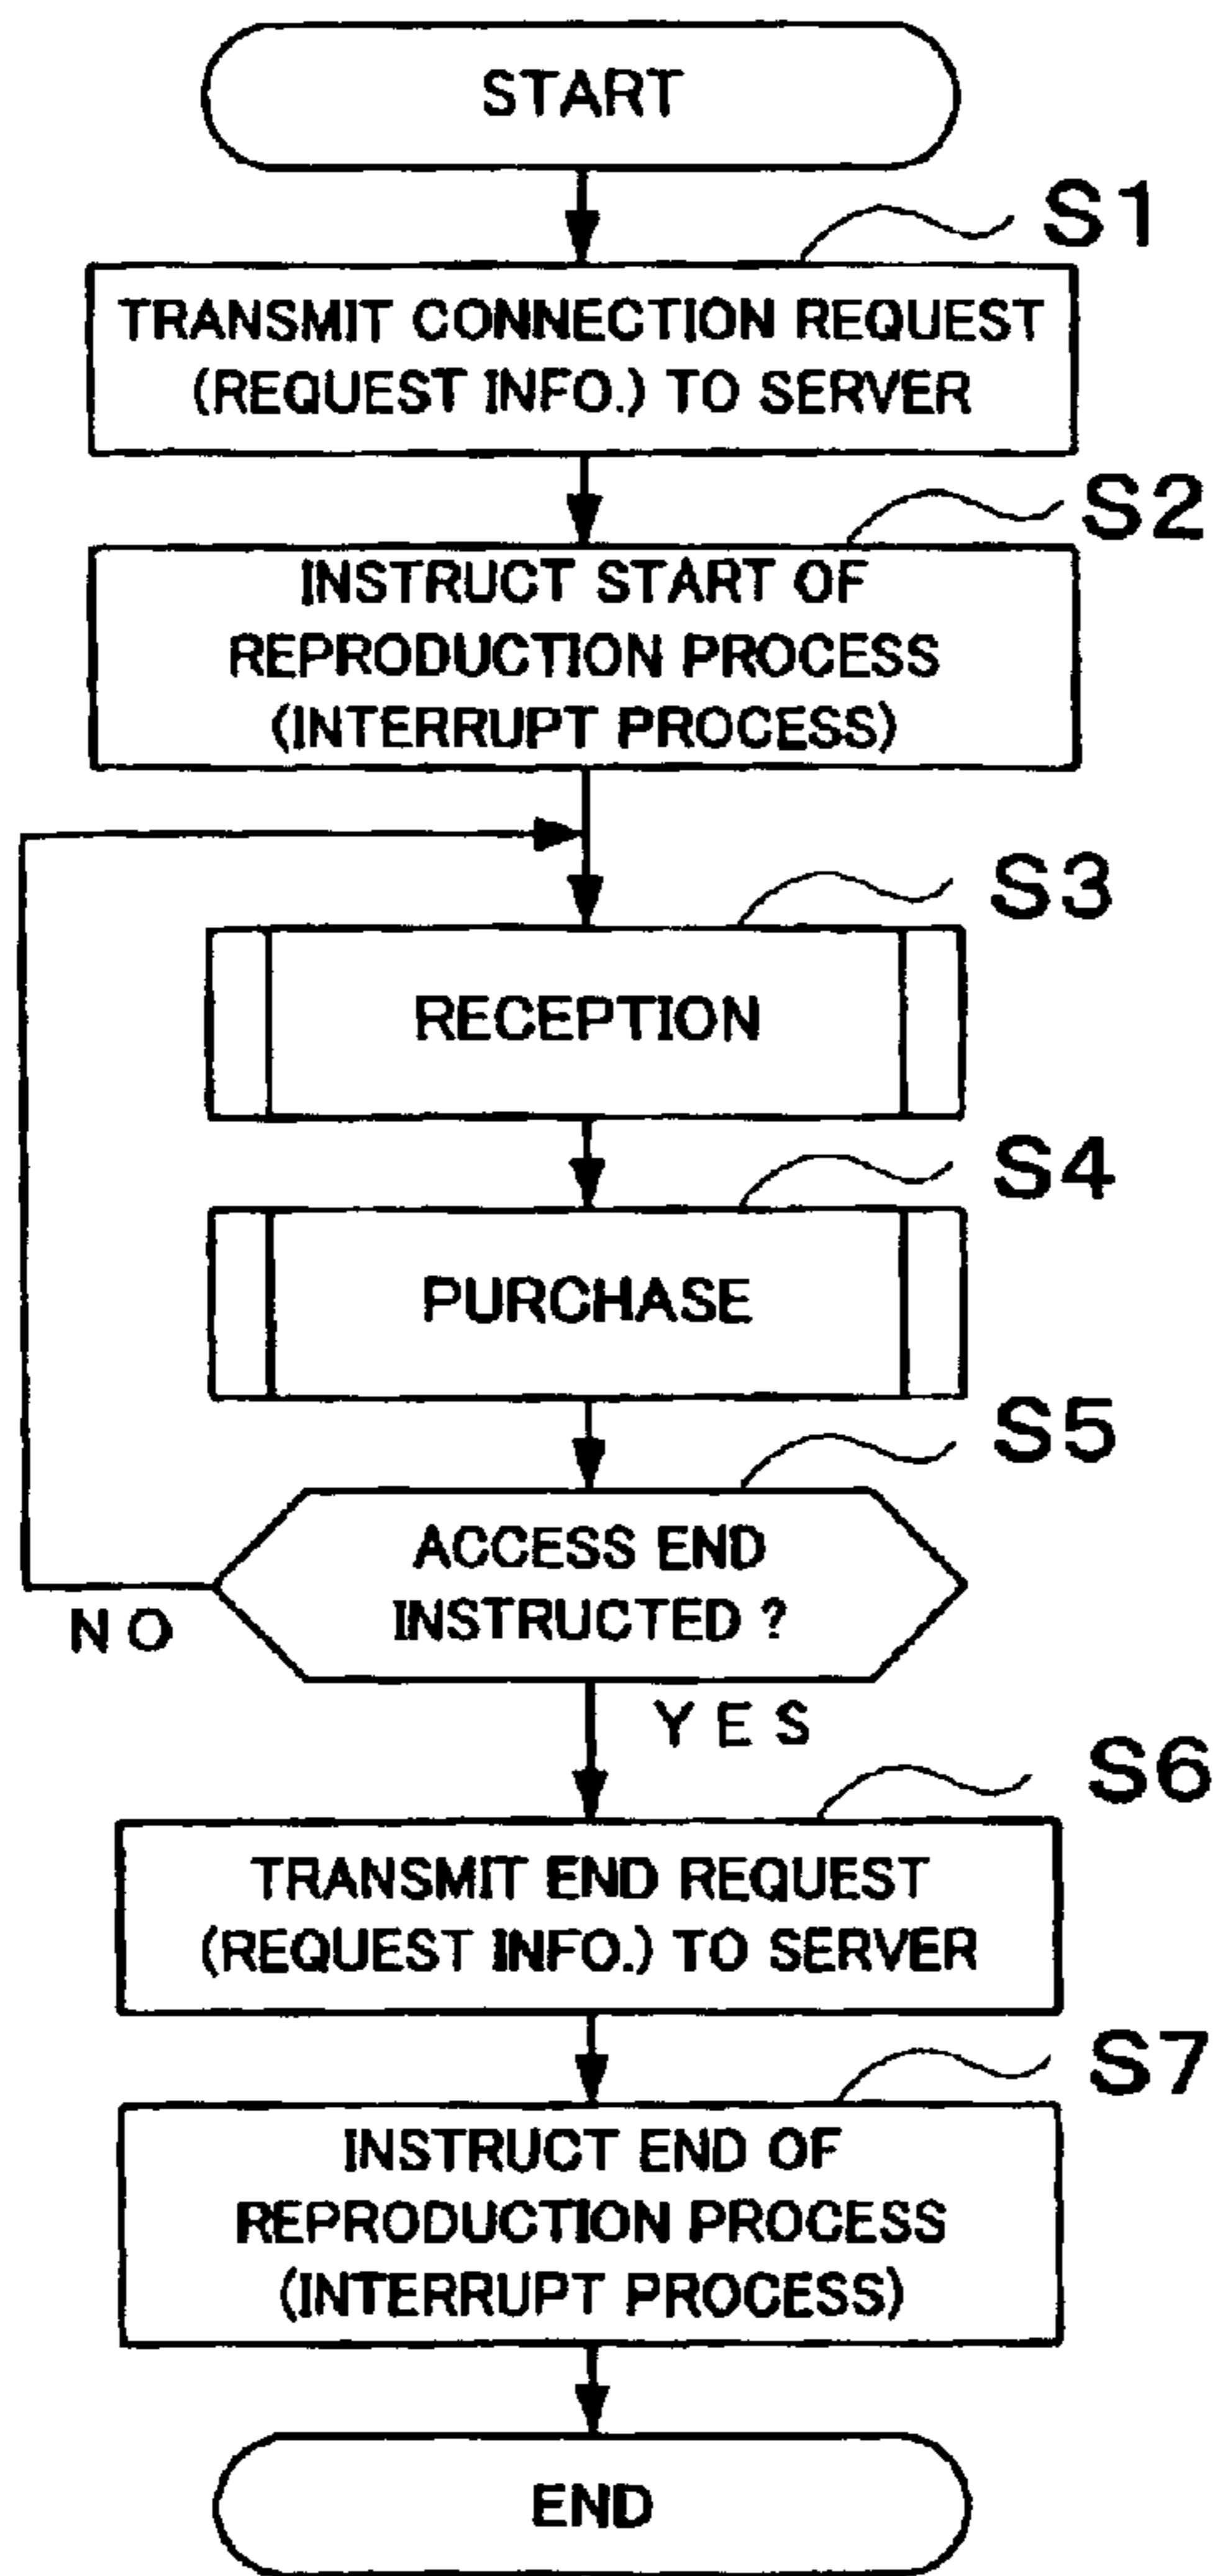 START
S1
TRANSMIT CONNECTION REQUEST
(REQUEST INFO.) TO SERVER
S2
INSTRUCT START OF
REPRODUCTION PROCESS
(INTERRUPT PROCESS)
S3
RECEPTION
S4
PURCHASE
S5
ACCESS END
INSTRUCTED ?
NO
YES
S6
TRANSMIT END REQUEST
(REQUEST INFO.) TO SERVER
S7
INSTRUCT END OF
REPRODUCTION PROCESS
(INTERRUPT PROCESS)
END